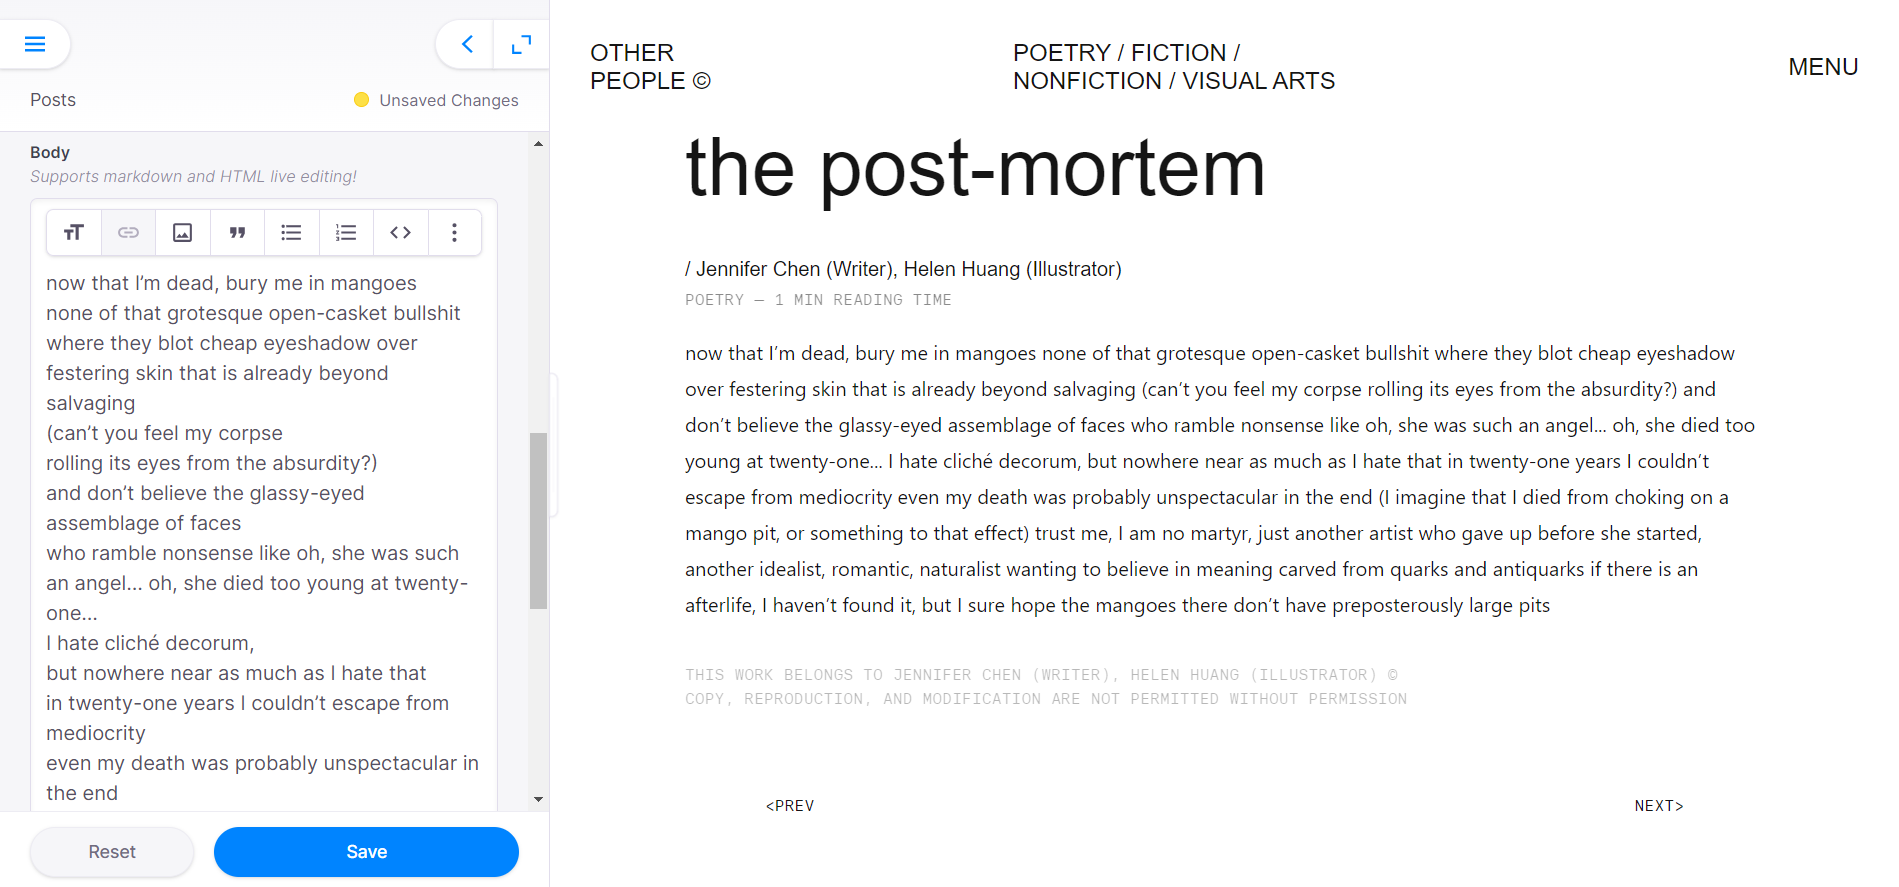 Posts
Unsaved Changes
Body
Supports markdown and HTML live editing!
now that I’m dead, bury me in mangoes
none of that grotesque open-casket bullshit
where they blot cheap eyeshadow over
festering skin that is already beyond
salvaging
(can’t you feel my corpse
rolling its eyes from the absurdity?)
and don’t believe the glassy-eyed
assemblage of faces
who ramble nonsense like oh, she was such
an angel... oh, she died too young at twenty-
one...
I hate cliché decorum,
but nowhere near as much as I hate that
in twenty-one years I couldn’t escape from
mediocrity
even my death was probably unspectacular in
the end
Reset
Save
OTHER
PEOPLE ©
POETRY / FICTION /
NONFICTION / VISUAL ARTS
MENU
the post-mortem
/ Jennifer Chen (Writer), Helen Huang (Illustrator)
POETRY — 1 MIN READING TIME
now that I’m dead, bury me in mangoes none of that grotesque open-casket bullshit where they blot cheap eyeshadow
over festering skin that is already beyond salvaging (can’t you feel my corpse rolling its eyes from the absurdity?) and
don’t believe the glassy-eyed assemblage of faces who ramble nonsense like oh, she was such an angel... oh, she died too
young at twenty-one... I hate cliché decorum, but nowhere near as much as I hate that in twenty-one years I couldn’t
escape from mediocrity even my death was probably unspectacular in the end (I imagine that I died from choking on a
mango pit, or something to that effect) trust me, I am no martyr, just another artist who gave up before she started,
another idealist, romantic, naturalist wanting to believe in meaning carved from quarks and antiquarks if there is an
afterlife, I haven’t found it, but I sure hope the mangoes there don’t have preposterously large pits
THIS WORK BELONGS TO JENNIFER CHEN (WRITER), HELEN HUANG (ILLUSTRATOR) ©
COPY, REPRODUCTION, AND MODIFICATION ARE NOT PERMITTED WITHOUT PERMISSION
<PREV
NEXT>